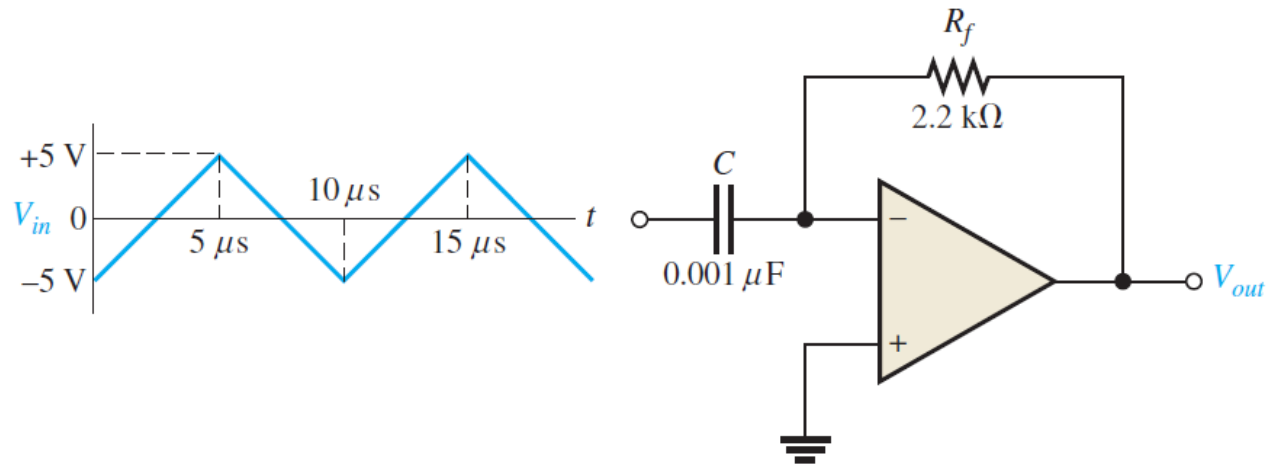 +5 V
V_in 0
–5 V
5 μs
10 μs
15 μs
t
C
0.001 μF
R_f
2.2 kΩ
–
+
V_out